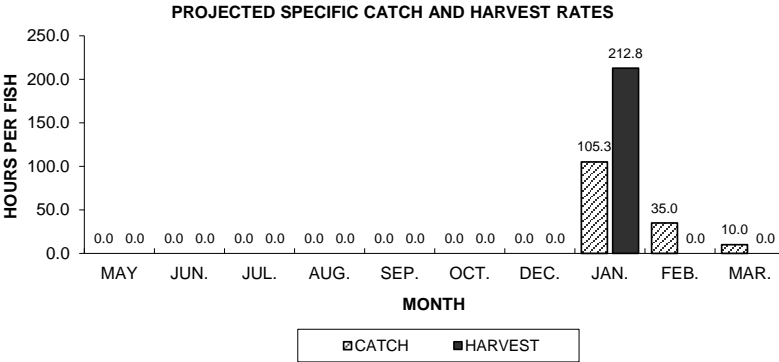 PROJECTED SPECIFIC CATCH AND HARVEST RATES
HOURS PER FISH
250.0
200.0
150.0
100.0
50.0
0.0
0.0 0.0 0.0 0.0 0.0 0.0 0.0 0.0 0.0 0.0 0.0 0.0 0.0 0.0 105.3 212.8 35.0 0.0 10.0 0.0
MAY JUN. JUL. AUG. SEP. OCT. DEC. JAN. FEB. MAR.
MONTH
CATCH HARVEST